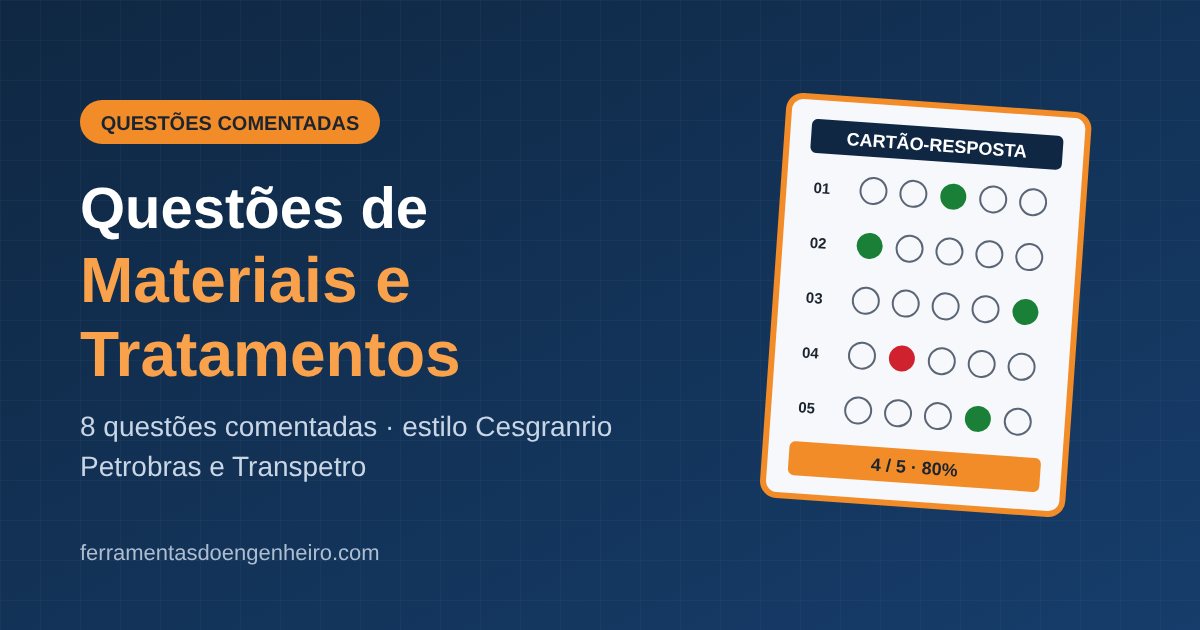 QUESTÕES COMENTADAS
Questões de
Materiais e
Tratamentos
8 questões comentadas · estilo Cesgranrio
Petrobras e Transpetro
ferramentasdoengenheiro.com
CARTÃO-RESPOSTA
01
02
03
04
05
4 / 5 · 80%